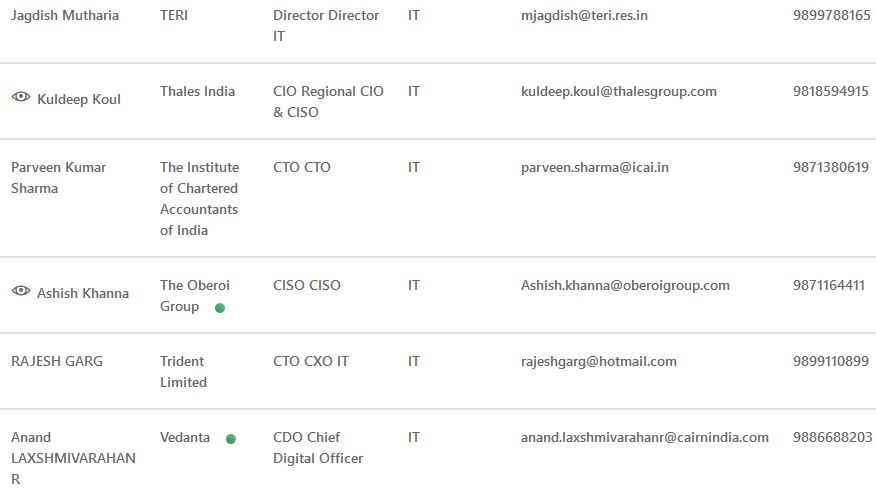 Jagdish Mutharia TERI Director Director IT mjagdish@teri.res.in 9899788165
IT
Kuldeep Koul Thales India CIO Regional CIO IT kuldeep.koul@thalesgroup.com 9818594915
& CISO
Parveen Kumar The Institute CTO CTO IT parveen.sharma@icai.in 9871380619
Sharma of Chartered
Accountants
of India
Ashish Khanna The Oberoi CISO CISO IT Ashish.khanna@oberoigroup.com 9871164411
Group
RAJESH GARG Trident CTO CXO IT IT rajeshgarg@hotmail.com 9899110899
Limited
Anand Vedanta CDO Chief IT anand.laxshmivarahanr@cairnindia.com 9886688203
LAXSHMIVARAHAN Digital Officer
R